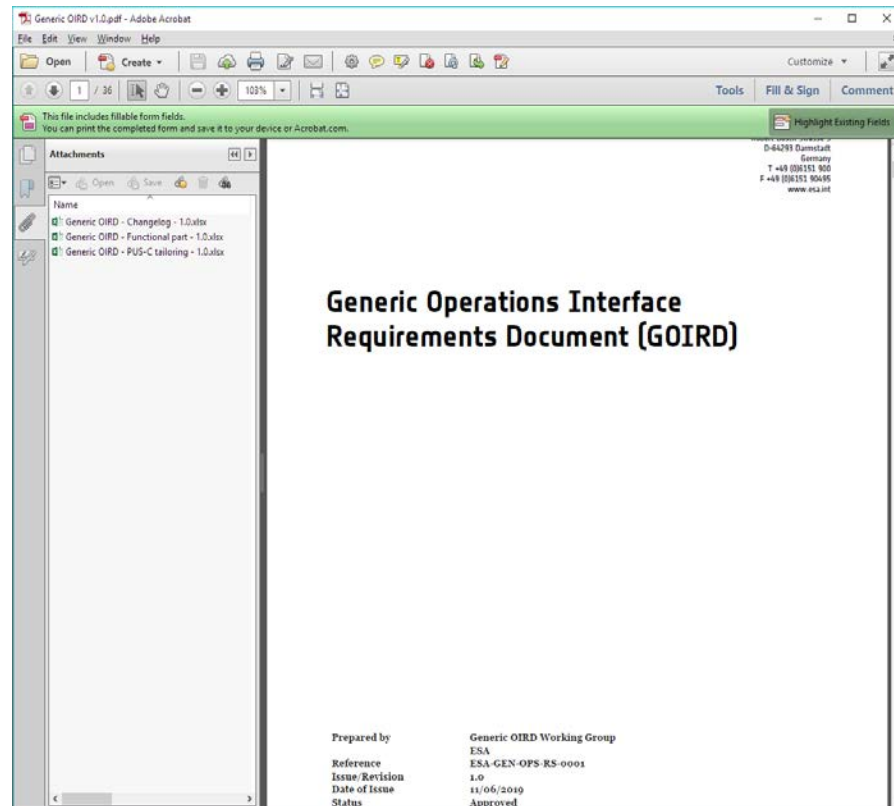 Generic OIRD v1.0.pdf - Adobe Acrobat
File Edit View Window Help
Open Create Customize
1 / 36 103% Tools Fill & Sign Comment
This file includes fillable form fields.
You can print the completed form and save it to your device or Acrobat.com.
Highlight Existing Fields
Attachments
Open Save
Name
Generic OIRD - Changelog - 1.0.xlsx
Generic OIRD - Functional part - 1.0.xlsx
Generic OIRD - PUS-C tailoring - 1.0.xlsx
D-64293 Darmstadt
Germany
T +49 (0)6151 900
F +49 (0)6151 90495
www.esa.int
Generic Operations Interface
Requirements Document (GOIRD)
Prepared by Generic OIRD Working Group
ESA
Reference ESA-GEN-OPS-RS-0001
Issue/Revision 1.0
Date of Issue 11/06/2019
Status Approved